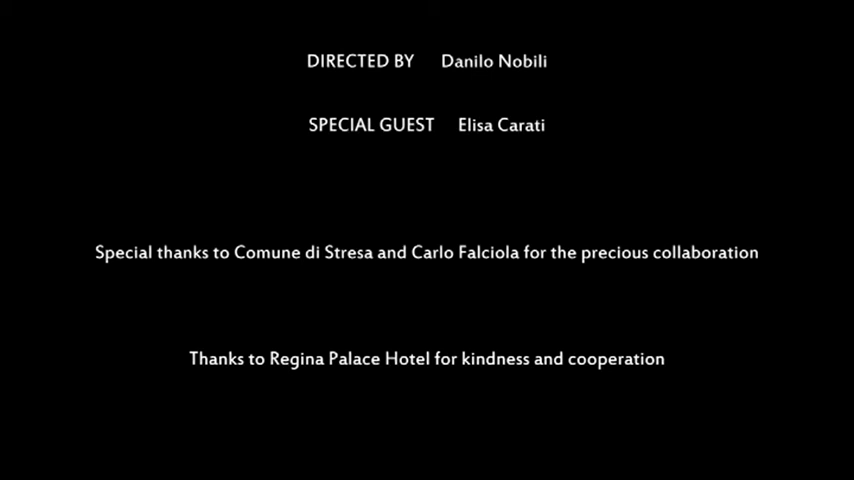 DIRECTED BY Danilo Nobili
SPECIAL GUEST Elisa Carati
Special thanks to Comune di Stresa and Carlo Falciola for the precious collaboration
Thanks to Regina Palace Hotel for kindness and cooperation